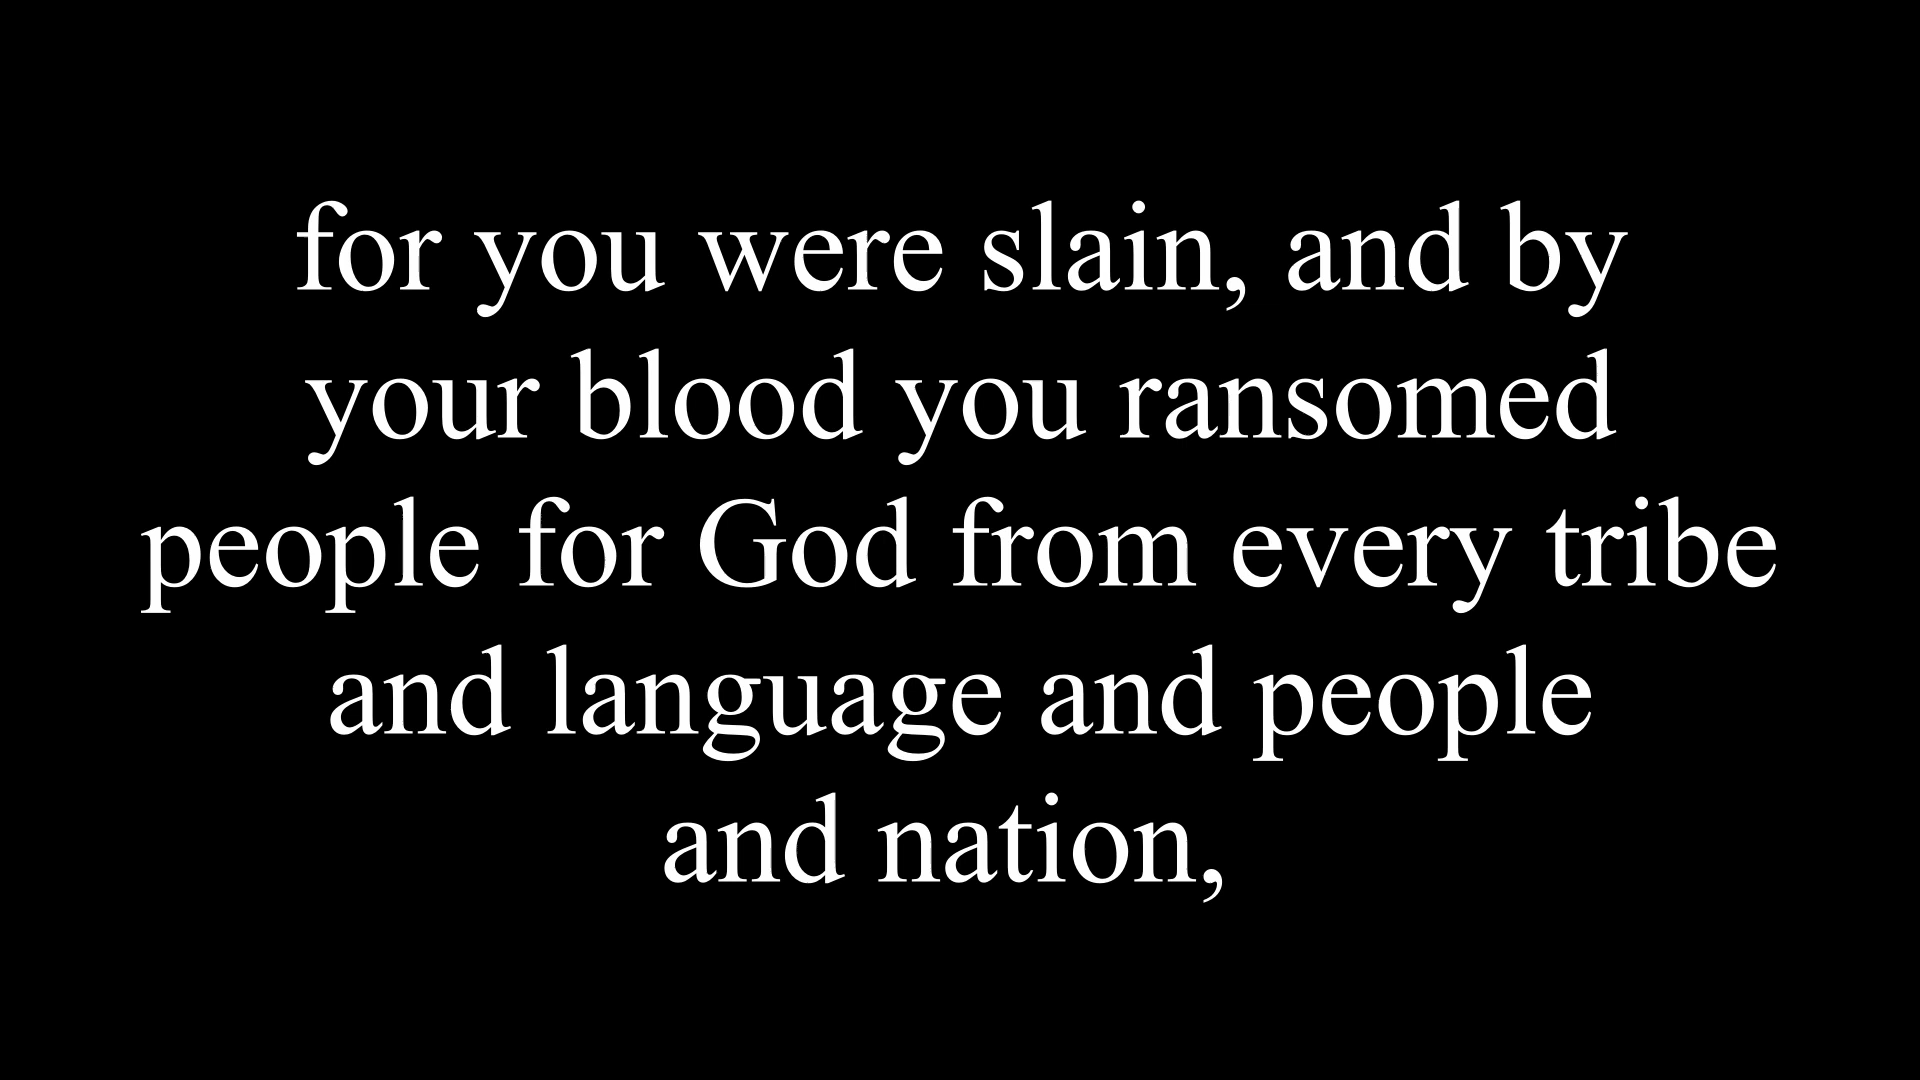 for you were slain, and by
your blood you ransomed
people for God from every tribe
and language and people
and nation,